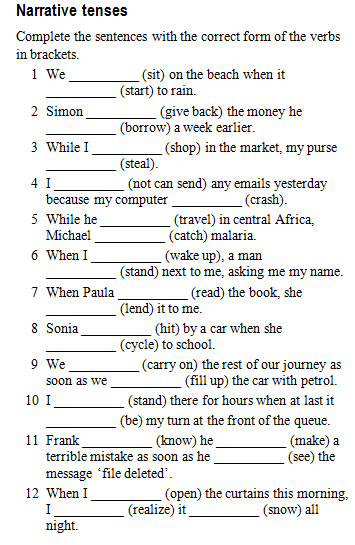 Narrative tenses
Complete the sentences with the correct form of the verbs
in brackets.
1 We __________ (sit) on the beach when it
__________ (start) to rain.
2 Simon __________ (give back) the money he
__________ (borrow) a week earlier.
3 While I __________ (shop) in the market, my purse
__________ (steal).
4 I __________ (not can send) any emails yesterday
because my computer __________ (crash).
5 While he __________ (travel) in central Africa,
Michael __________ (catch) malaria.
6 When I __________ (wake up), a man
__________ (stand) next to me, asking me my name.
7 When Paula __________ (read) the book, she
__________ (lend) it to me.
8 Sonia __________ (hit) by a car when she
__________ (cycle) to school.
9 We __________ (carry on) the rest of our journey as
soon as we __________ (fill up) the car with petrol.
10 I __________ (stand) there for hours when at last it
__________ (be) my turn at the front of the queue.
11 Frank __________ (know) he __________ (make) a
terrible mistake as soon as he __________ (see) the
message ‘file deleted’.
12 When I __________ (open) the curtains this morning,
I __________ (realize) it __________ (snow) all
night.